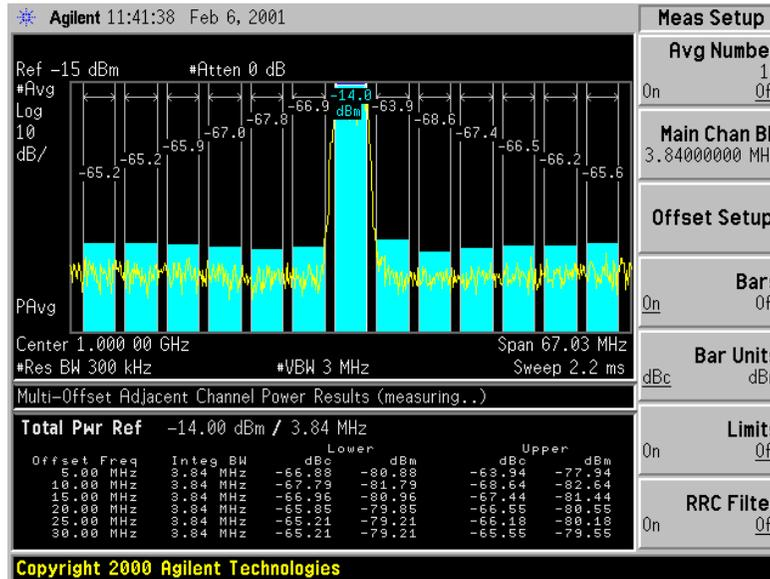 Agilent 11:41:38 Feb 6, 2001
Meas Setup
Ref -15 dBm #Atten 0 dB
#Avg
Log
10
dB/
-65.2
-65.2
-65.9
-67.0
-67.8
-66.9
-14.0
dBm
-63.9
-68.6
-67.4
-66.5
-66.2
-65.6
PAvg
Center 1.000 00 GHz Span 67.03 MHz
#Res BW 300 kHz #VBW 3 MHz Sweep 2.2 ms
Multi-Offset Adjacent Channel Power Results (measuring..)
Total Pwr Ref -14.00 dBm / 3.84 MHz
Lower Upper
Offset Freq Integ BW dBc dBm dBc dBm
5.00 MHz 3.84 MHz -66.88 -80.88 -63.94 -77.94
10.00 MHz 3.84 MHz -67.79 -81.79 -68.64 -82.64
15.00 MHz 3.84 MHz -66.96 -80.96 -67.44 -81.44
20.00 MHz 3.84 MHz -65.85 -79.85 -66.55 -80.55
25.00 MHz 3.84 MHz -65.21 -79.21 -66.18 -80.18
30.00 MHz 3.84 MHz -65.21 -79.21 -65.55 -79.55
Avg Numbe
1
On Of
Main Chan B
3.84000000 MH
Offset Setup
Bar
On Of
Bar Unit
dBc dB
Limit
On Of
RRC Filte
On Of
Copyright 2000 Agilent Technologies